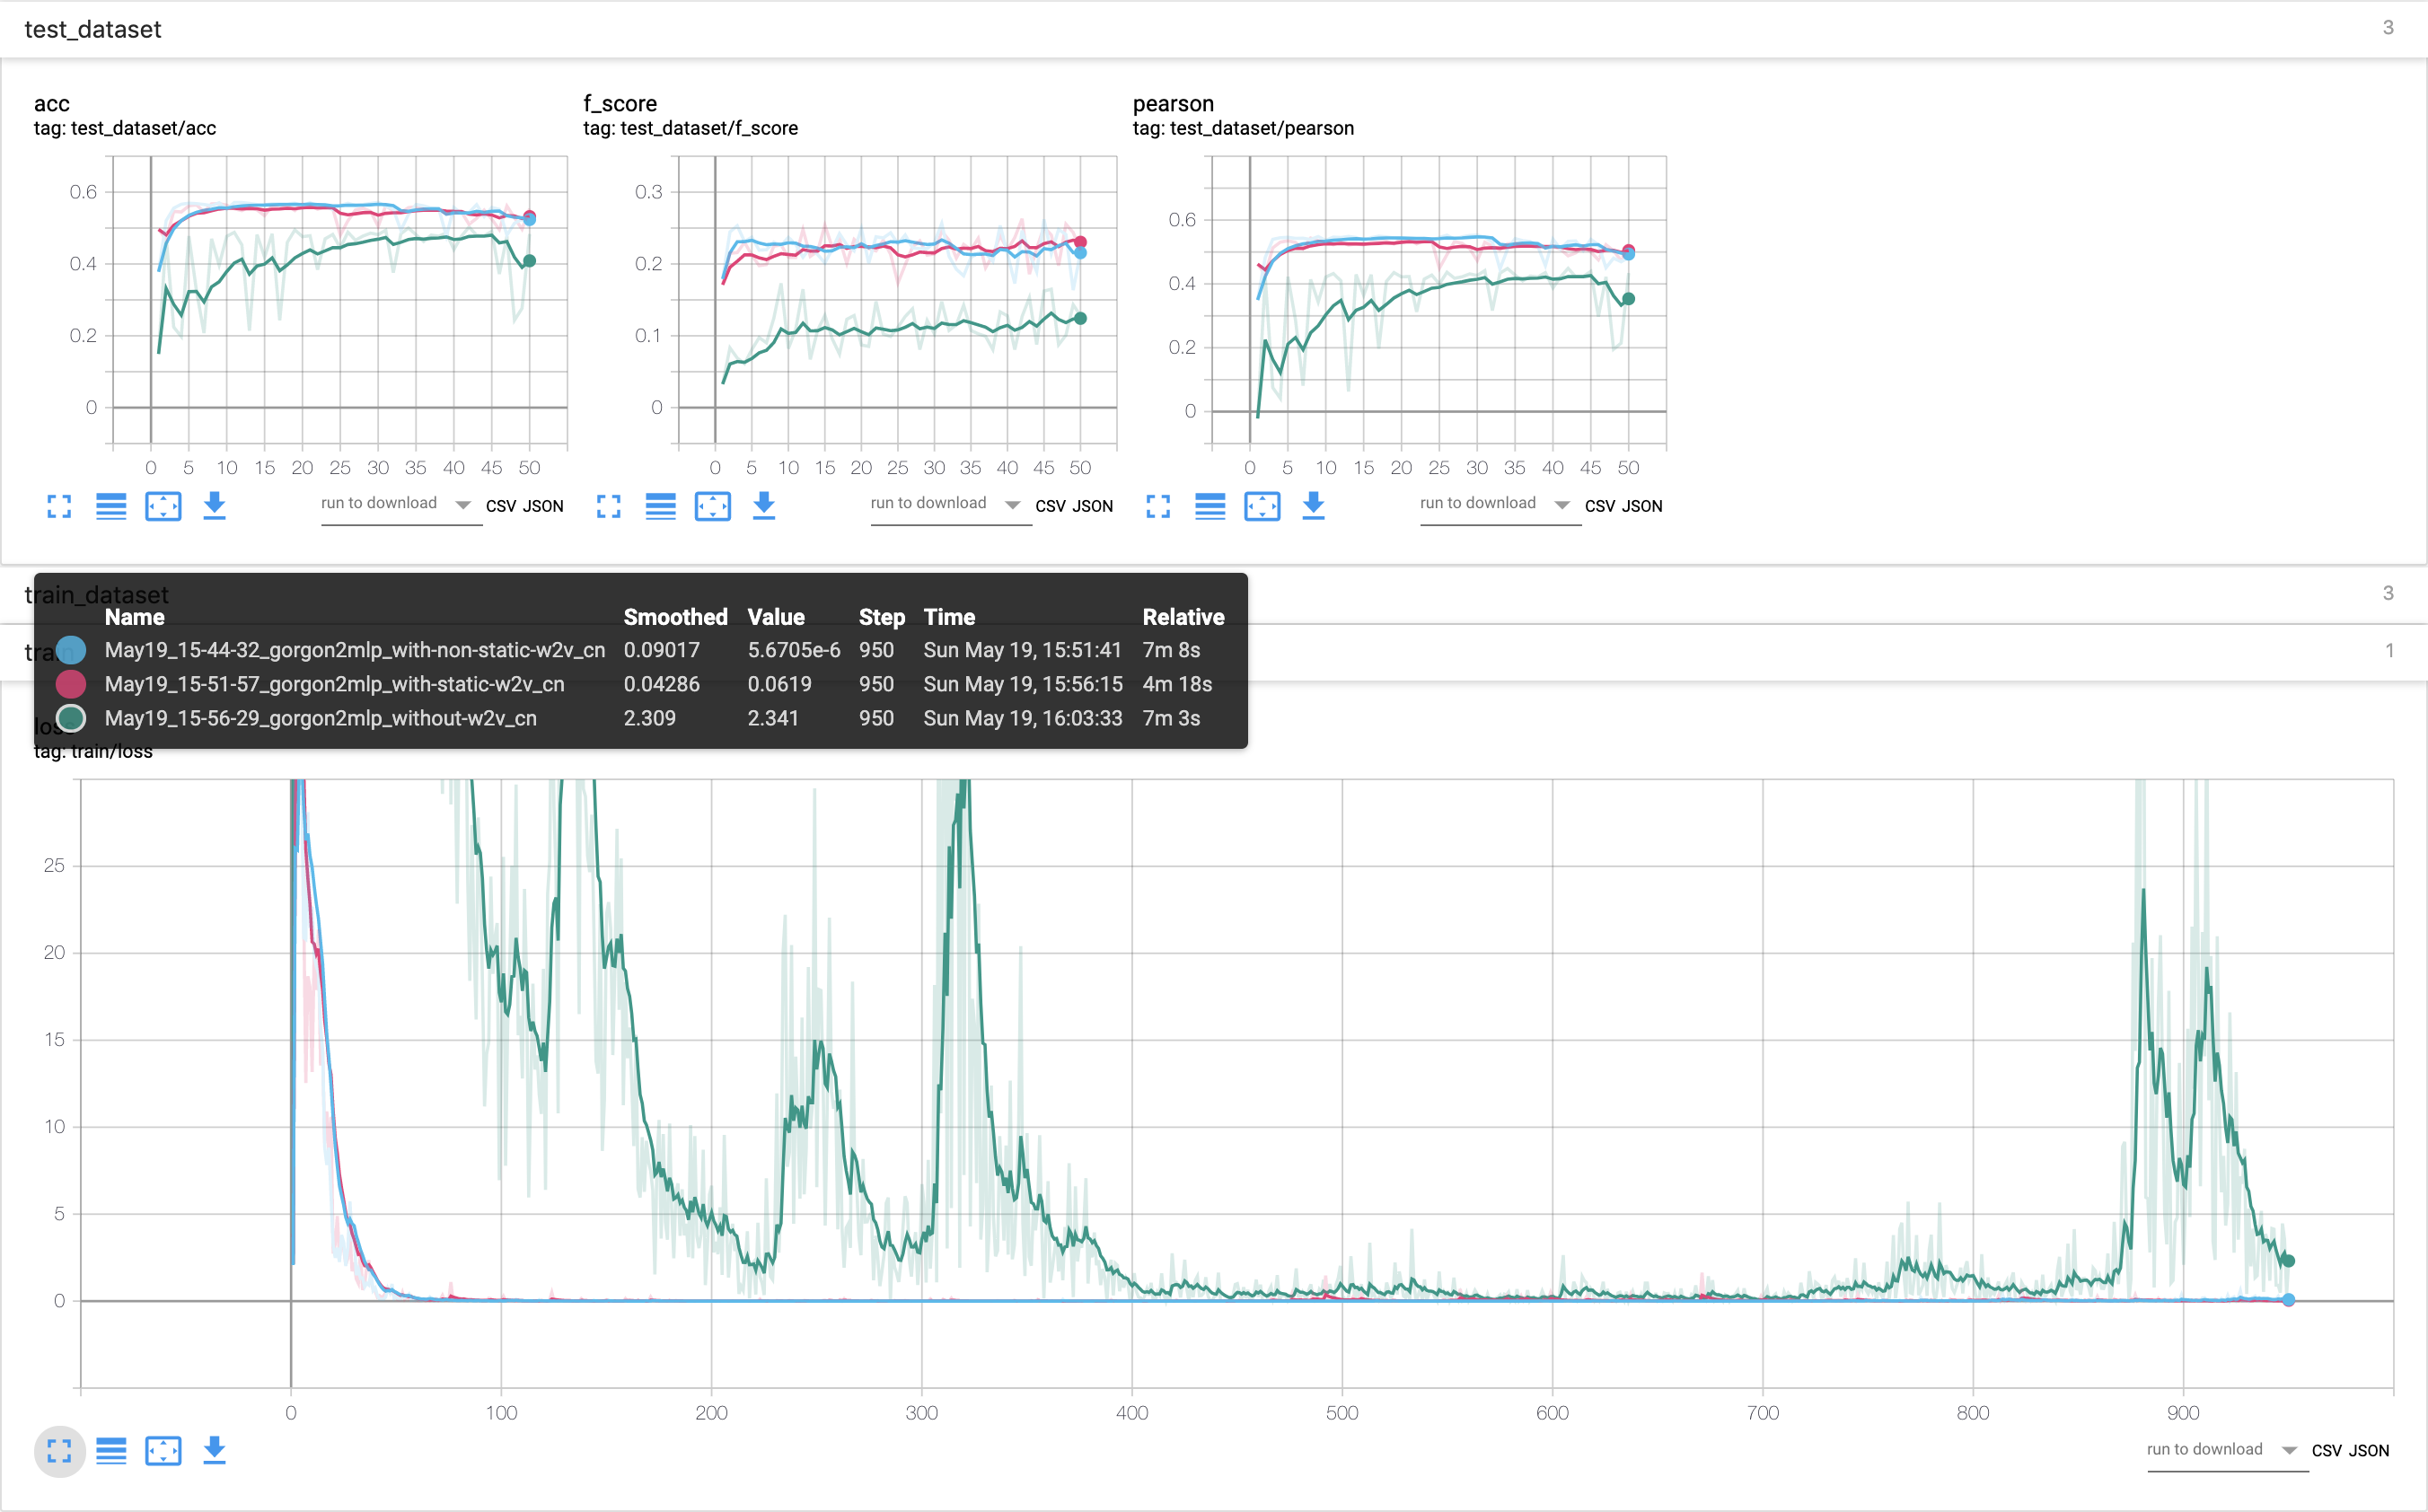 test_dataset 3
acc f_score pearson
tag: test_dataset/acc tag: test_dataset/f_score tag: test_dataset/pearson
0.6 0.3
0.6
0.4 0.2
0.4
0.2 0.1
0.2
0 0 0
0 5 10 15 20 25 30 35 40 45 50 0 5 10 15 20 25 30 35 40 45 50 0 5 10 15 20 25 30 35 40 45 50
run to download CSV JSON run to download CSV JSON run to download CSV JSON
train_dataset 3
Name Smoothed Value Step Time Relative
train 1
May19_15-44-32_gorgon2mlp_with-non-static-w2v_cn 0.09017 5.6705e-6 950 Sun May 19, 15:51:41 7m 8s
May19_15-51-57_gorgon2mlp_with-static-w2v_cn 0.04286 0.0619 950 Sun May 19, 15:56:15 4m 18s
May19_15-56-29_gorgon2mlp_without-w2v_cn 2.309 2.341 950 Sun May 19, 16:03:33 7m 3s
loss
tag: train/loss
25
20
15
10
5
0
0 100 200 300 400 500 600 700 800 900
run to download CSV JSON